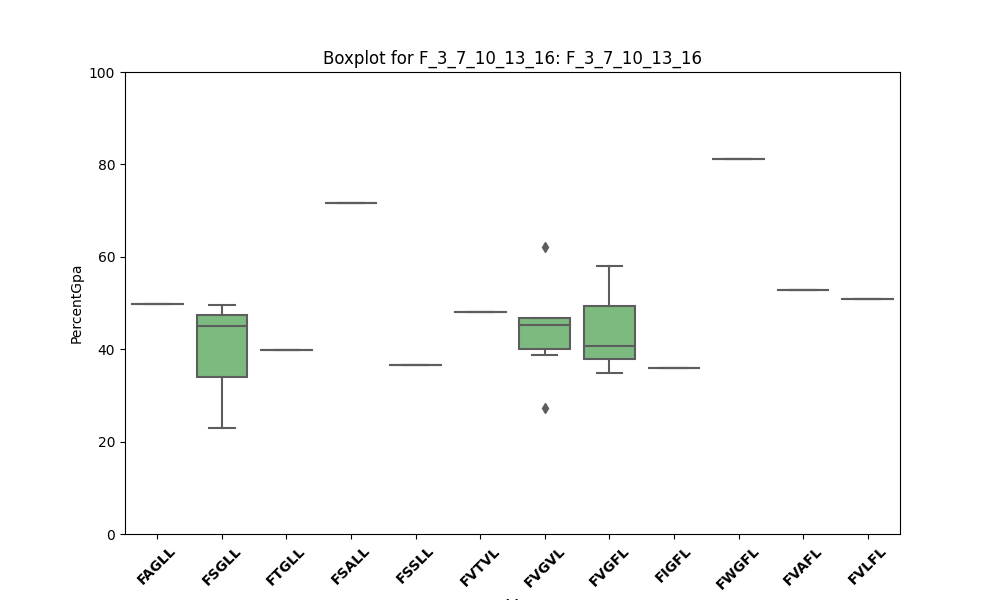 Boxplot for F_3_7_10_13_16: F_3_7_10_13_16
100
80
60
40
20
0
PercentGpa
FAGLL FSGLL FTGLL FSALL FSSLL FVTVL FVGVL FVGFL FIGFL FWGFL FVAFL FVLFL